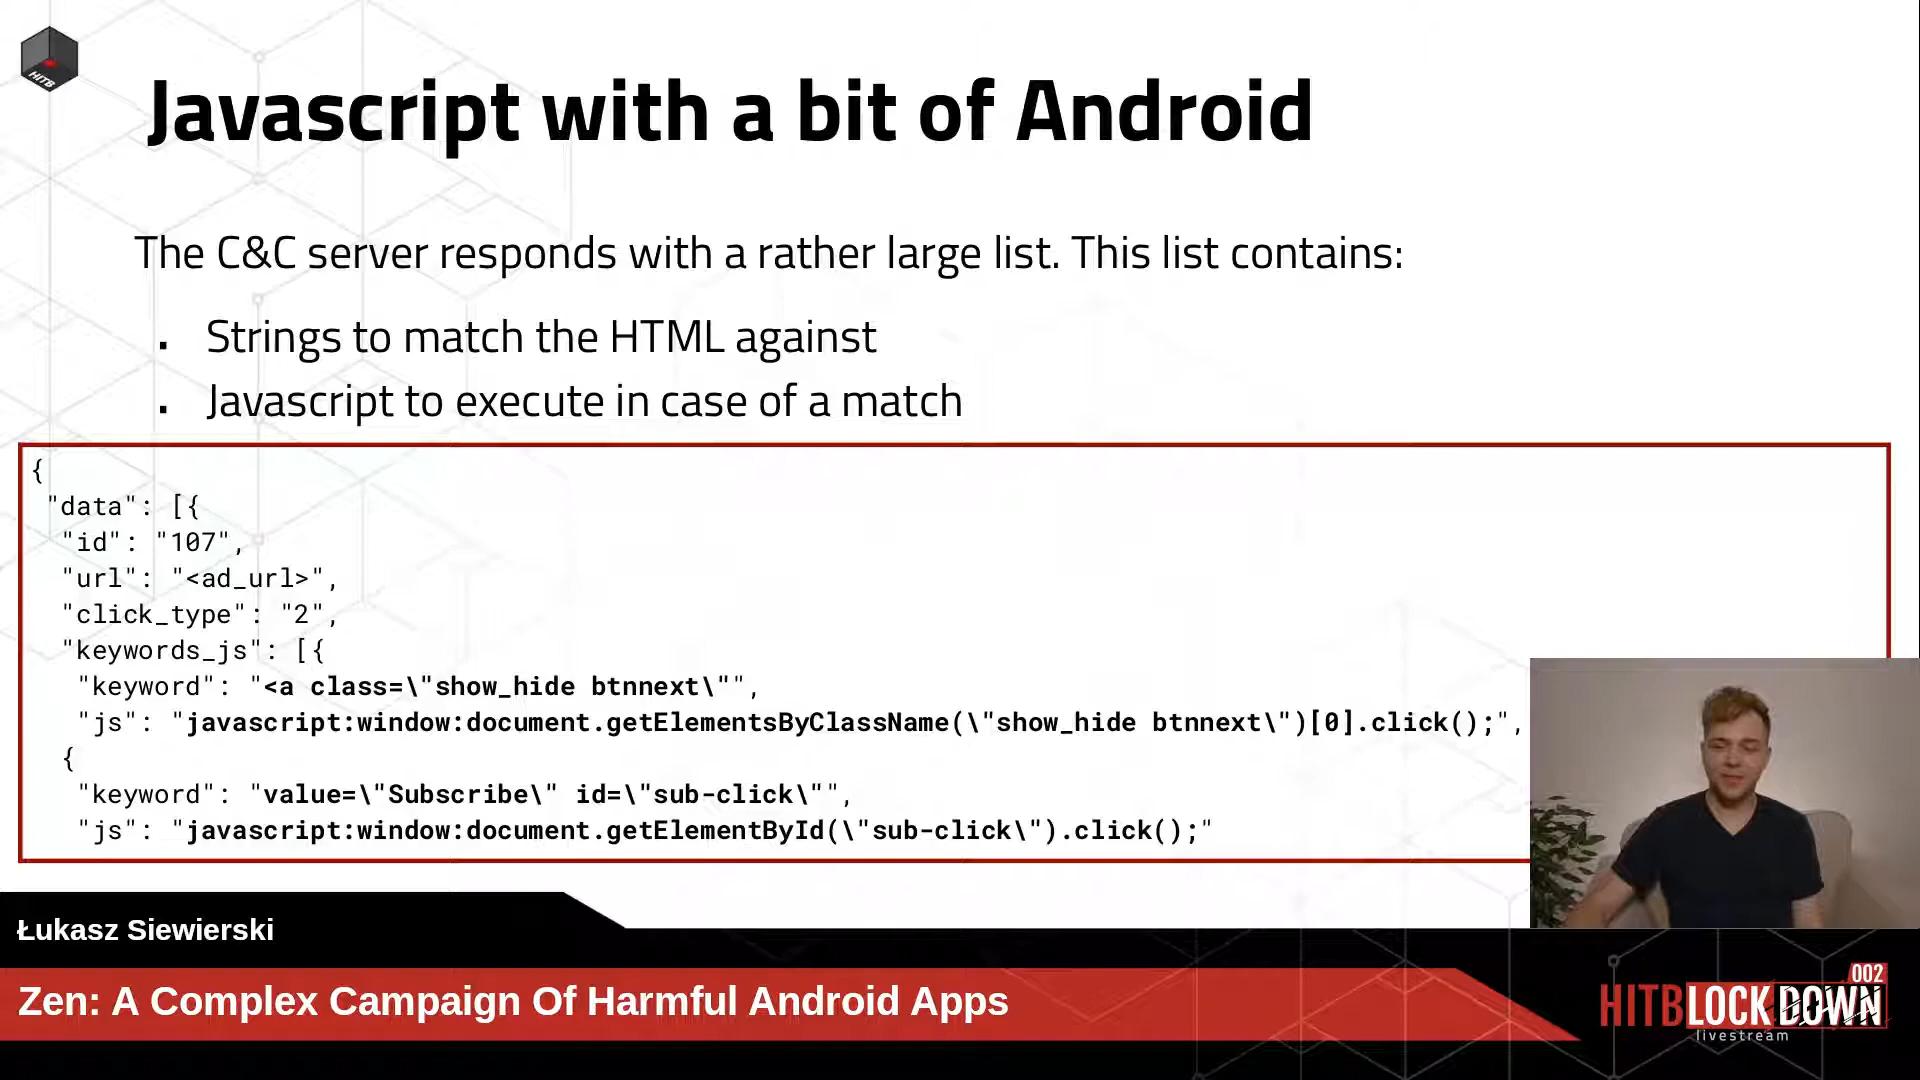 HITB
Javascript with a bit of Android
The C&C server responds with a rather large list. This list contains:
▪ Strings to match the HTML against
▪ Javascript to execute in case of a match
{
"data": [{
"id": "107",
"url": "<ad_url>",
"click_type": "2",
"keywords_js": [{
"keyword": "<a class=\"show_hide btnnext\"",
"js": "javascript:window:document.getElementsByClassName(\"show_hide btnnext\")[0].click();",
{
"keyword": "value=\"Subscribe\" id=\"sub-click\"",
"js": "javascript:window:document.getElementById(\"sub-click\").click();"
Łukasz Siewierski
Zen: A Complex Campaign Of Harmful Android Apps
002
HITBLOCKDOWN
livestream